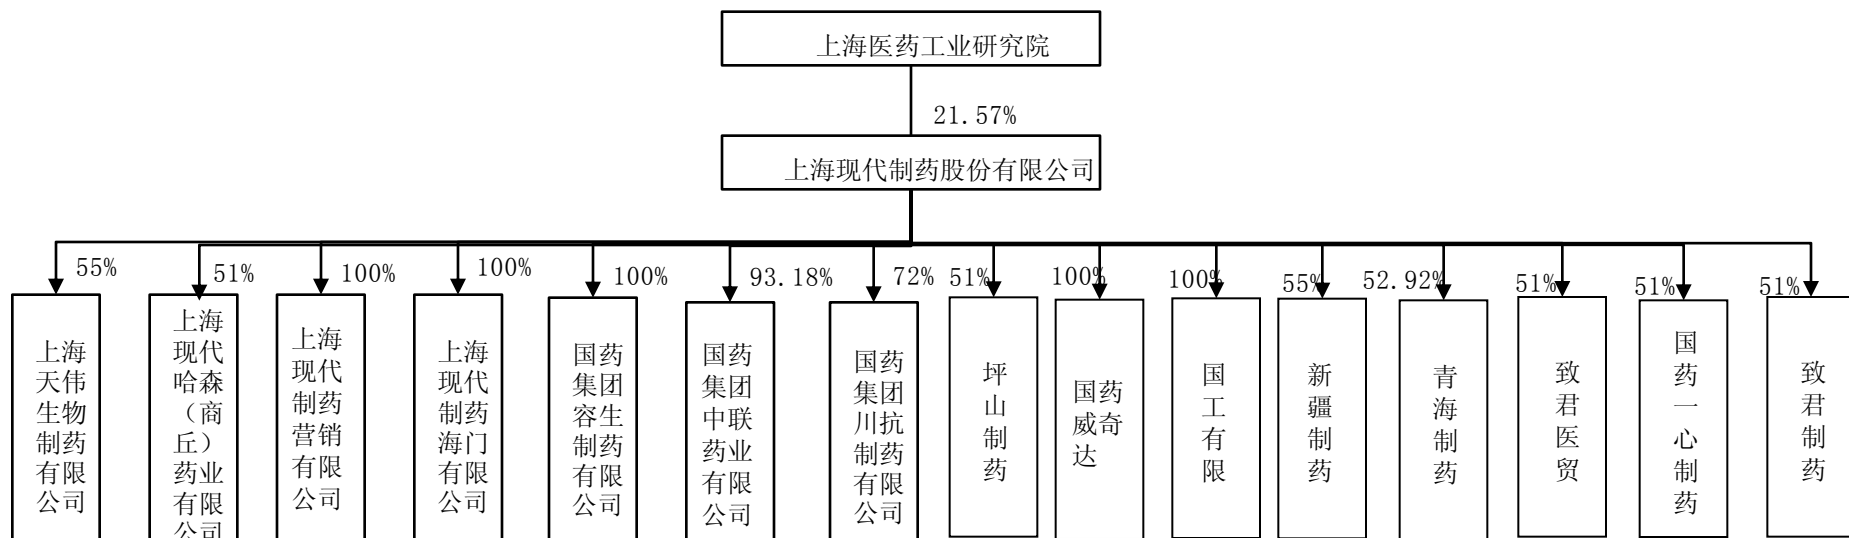 上海医药工业研究院
21.57%
上海现代制药股份有限公司
55%
51%
100%
100%
100%
93.18%
72%
51%
100%
100%
55%
52.92%
51%
51%
51%
上海
天伟
生物
制药
有限
公司
上海
现代
哈森
（商
丘）
药业
有限
公司
上海
现代
制药
营销
有限
公司
上海
现代
制药
海门
有限
公司
国药
集团
容生
制药
有限
公司
国药
集团
中联
药业
有限
公司
国药
集团
川抗
制药
有限
公司
坪
山
制
药
国药
威奇
达
国
工
有
限
新
疆
制
药
青
海
制
药
致
君
医
贸
国
药
一
心
制
药
致
君
制
药